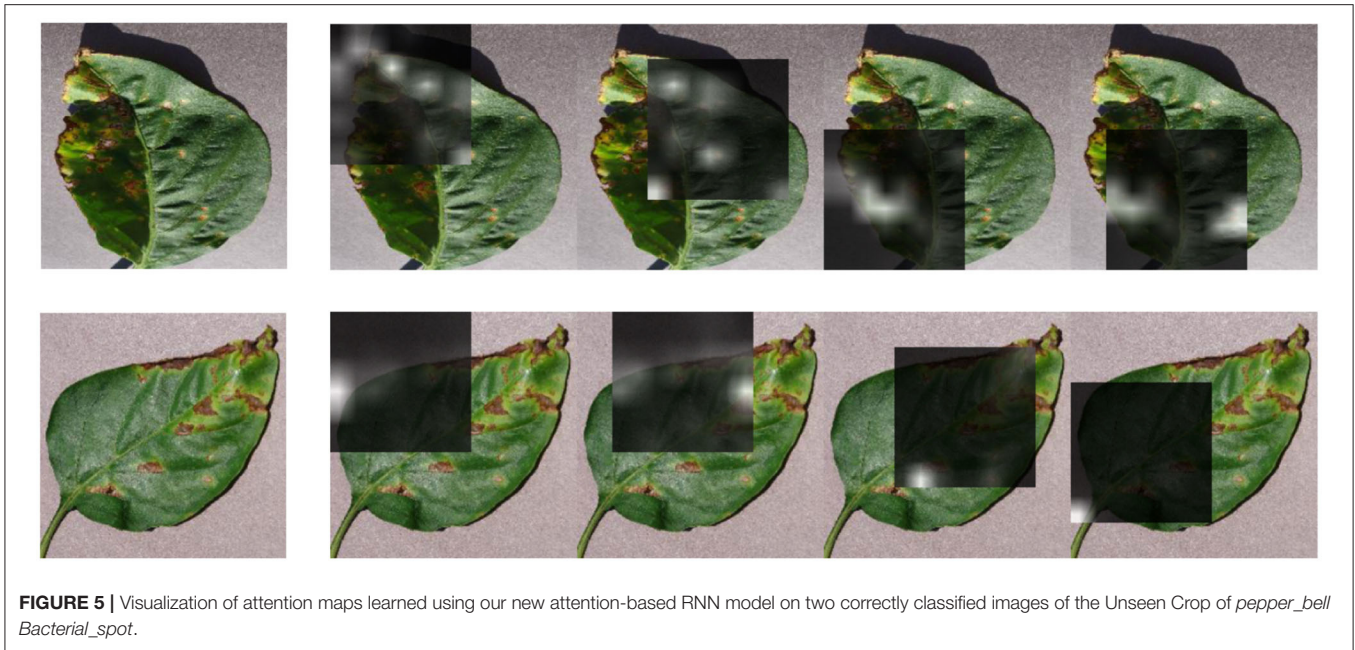 FIGURE 5 | Visualization of attention maps learned using our new attention-based RNN model on two correctly classified images of the Unseen Crop of pepper_bell
Bacterial_spot.